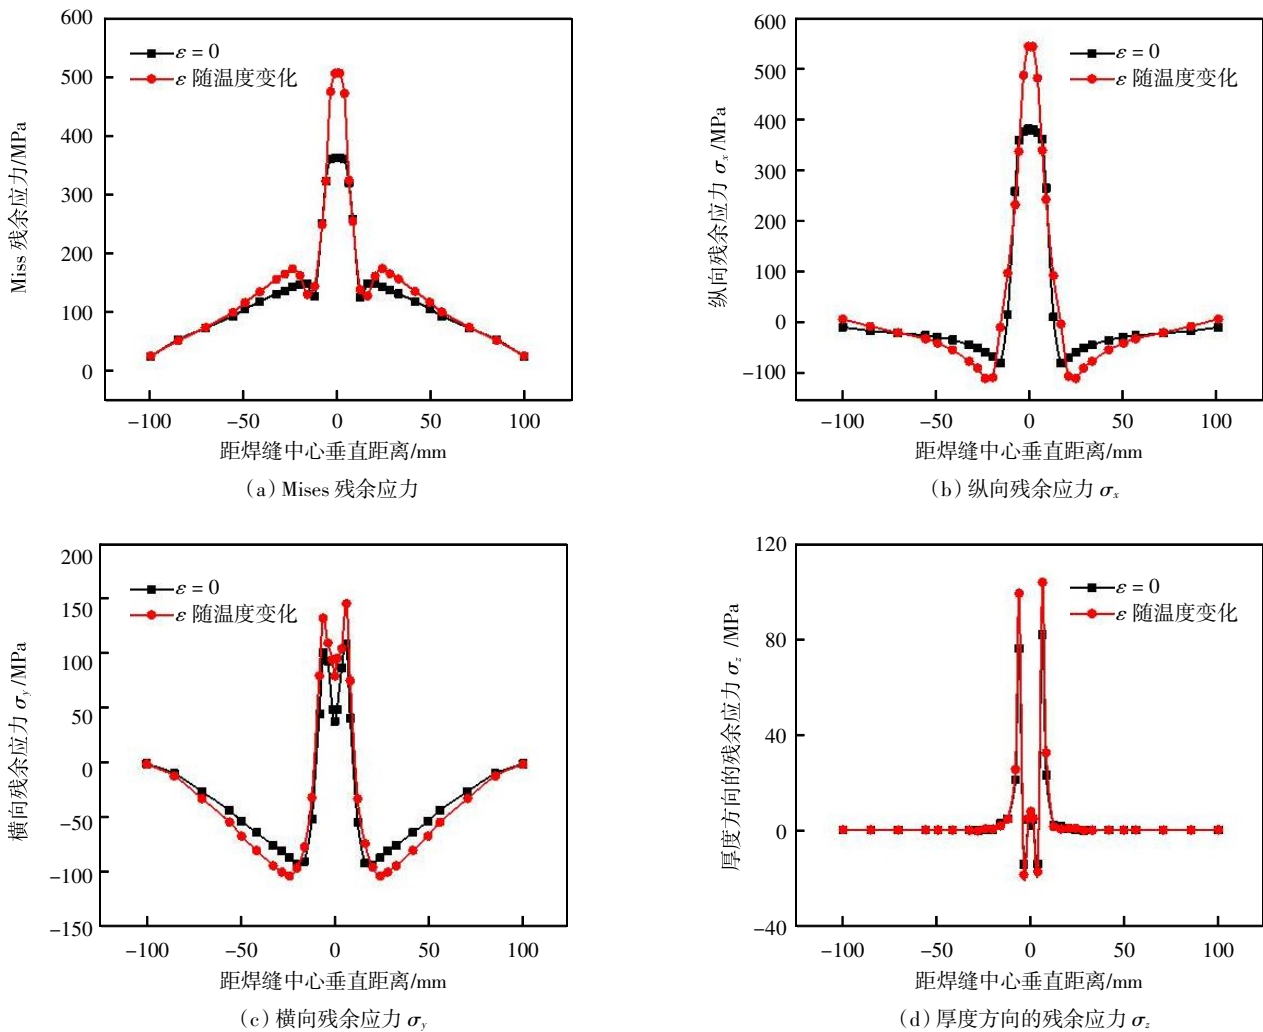 600
500
400
300
200
100
0
Miss 残余应力/MPa
ε = 0
ε 随温度变化
-100
-50
0
50
100
距焊缝中心垂直距离/mm
（a）Mises 残余应力
600
500
400
300
200
100
0
-100
纵向残余应力 σx /MPa
ε = 0
ε 随温度变化
-100
-50
0
50
100
距焊缝中心垂直距离/mm
（b）纵向残余应力 σx
200
150
100
50
0
-50
-100
-150
横向残余应力 σy /MPa
ε = 0
ε 随温度变化
-100
-50
0
50
100
距焊缝中心垂直距离/mm
（c）横向残余应力 σy
120
80
40
0
-40
厚度方向的残余应力 σz /MPa
ε = 0
ε 随温度变化
-100
-50
0
50
100
距焊缝中心垂直距离/mm
（d）厚度方向的残余应力 σz